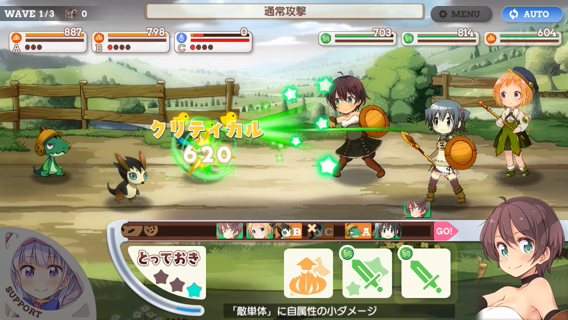 WAVE 1/3 0
通常攻撃
MENU
AUTO
887
798
0
703
814
604
A
B
C
クリティカル
620
B C A GO!
とっておき
SUPPORT
「敵単体」に自属性の小ダメージ